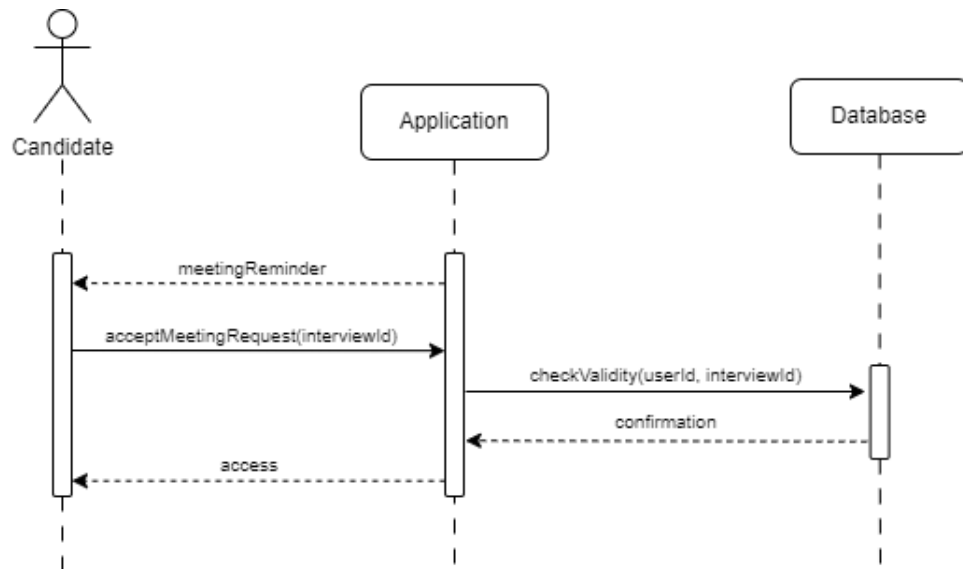 Candidate
Application
Database
meetingReminder
acceptMeetingRequest(interviewId)
checkValidity(userId, interviewId)
confirmation
access